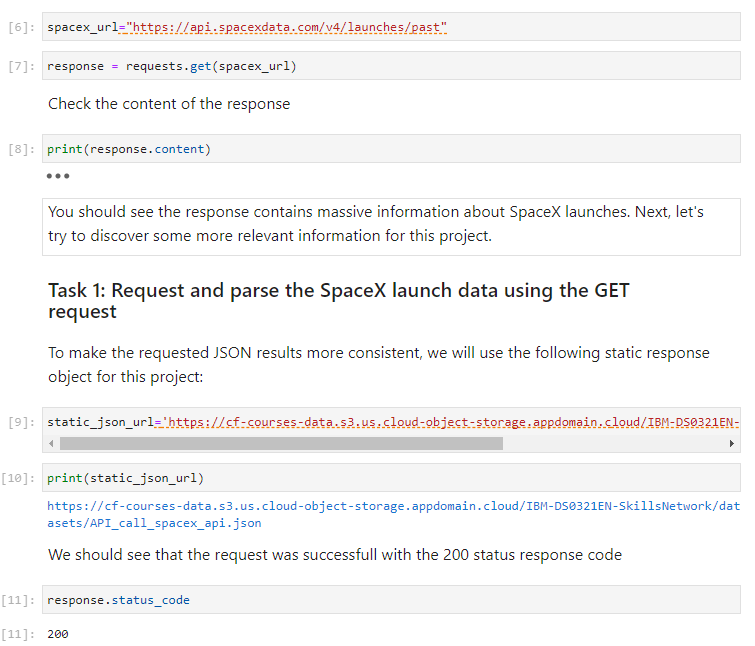 [6]: spacex_url="https://api.spacexdata.com/v4/launches/past"
[7]: response = requests.get(spacex_url)
Check the content of the response
[8]: print(response.content)
•••
You should see the response contains massive information about SpaceX launches. Next, let's
try to discover some more relevant information for this project.
Task 1: Request and parse the SpaceX launch data using the GET
request
To make the requested JSON results more consistent, we will use the following static response
object for this project:
[9]: static_json_url='https://cf-courses-data.s3.us.cloud-object-storage.appdomain.cloud/IBM-DS0321EN-
[10]: print(static_json_url)
https://cf-courses-data.s3.us.cloud-object-storage.appdomain.cloud/IBM-DS0321EN-SkillsNetwork/dat
asets/API_call_spacex_api.json
We should see that the request was successfull with the 200 status response code
[11]: response.status_code
[11]: 200